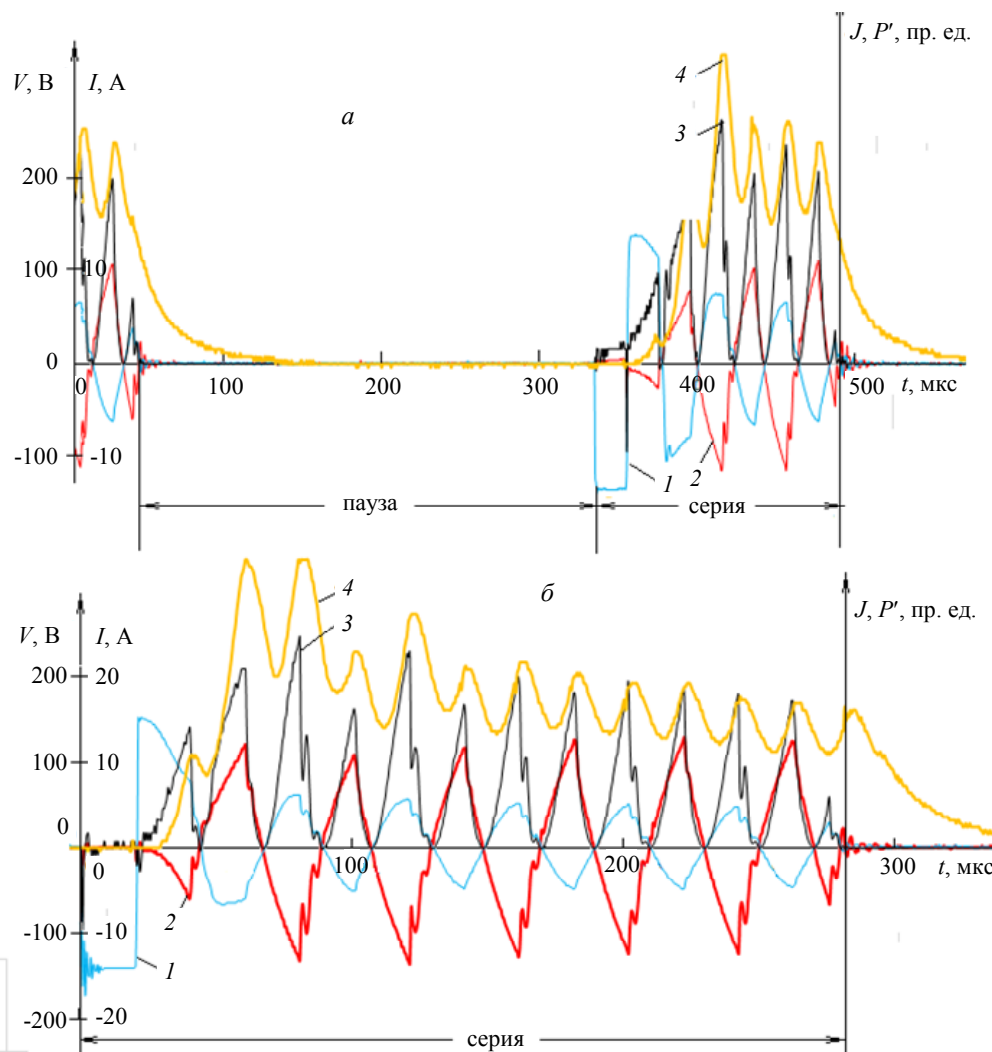 J, P′, пр. ед.
V, В I, А
а
4
3
200
100 10
0
0 100 200 300 400 500 t, мкс
-100 -10
1 2
пауза серия
4
б
J, P′, пр. ед.
3
V, В I, А
200 20
100 10
0
0 100 200 300 t, мкс
2
-100 -10
1
-200 -20
серия